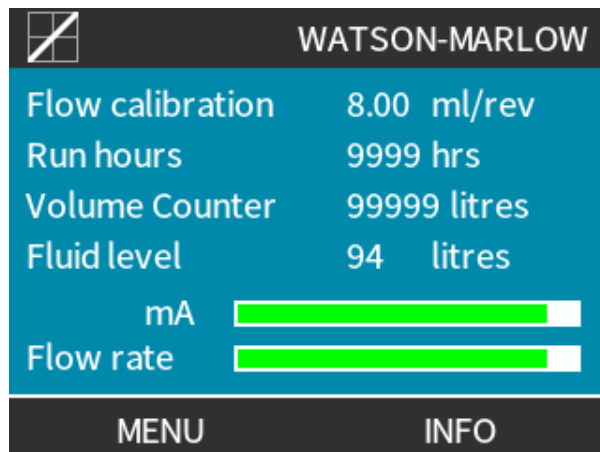 WATSON-MARLOW
Flow calibration 8.00 ml/rev
Run hours 9999 hrs
Volume Counter 99999 litres
Fluid level 94 litres
mA
Flow rate
MENU INFO